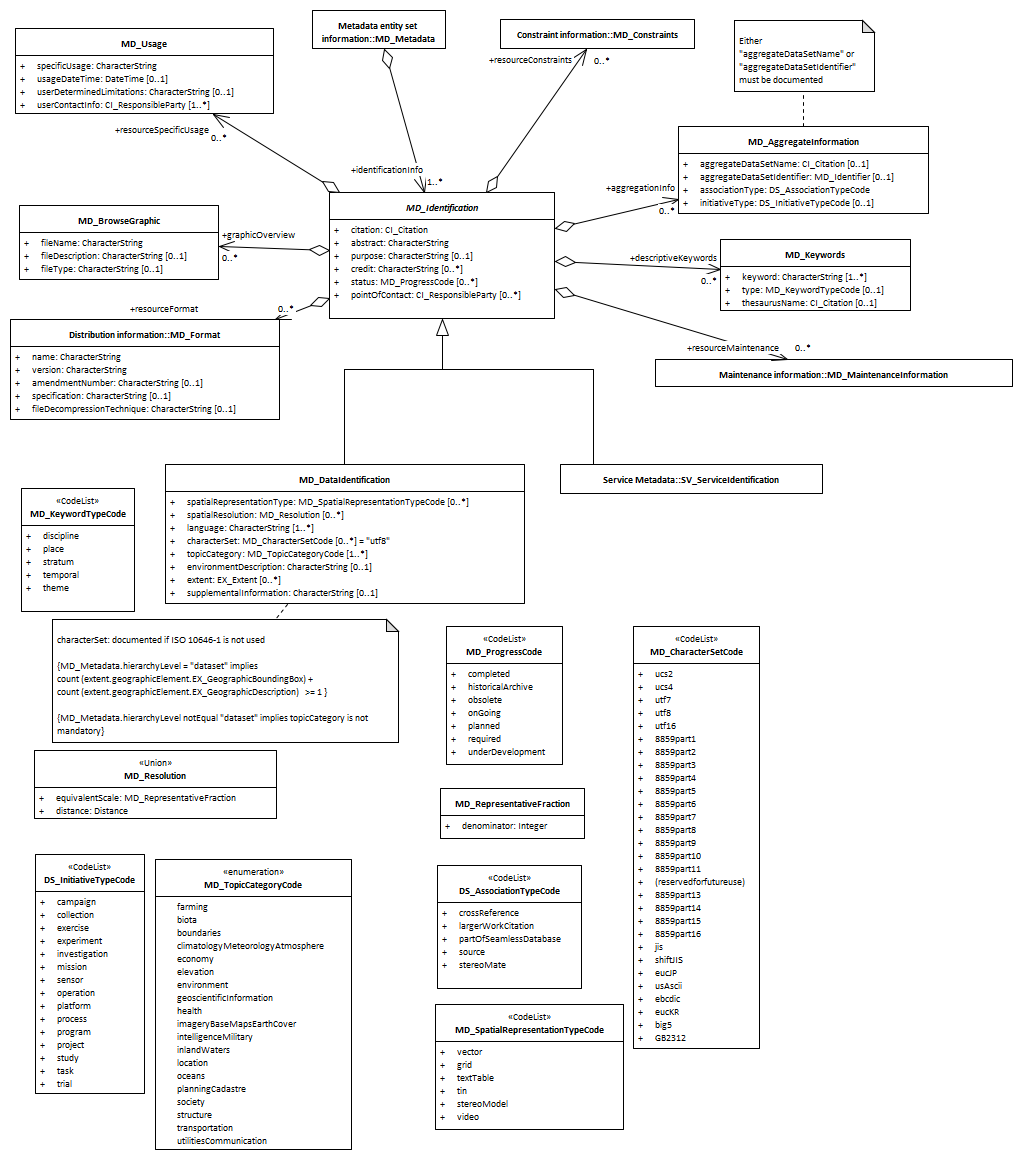 MD_Usage
+ specificUsage: CharacterString
+ usageDateTime: DateTime [0..1]
+ userDeterminedLimitations: CharacterString [0..1]
+ userContactInfo: CI_ResponsibleParty [1..*]
Metadata entity set
information::MD_Metadata
Constraint information::MD_Constraints
Either
"aggregateDataSetName" or
"aggregateDataSetIdentifier"
must be documented
+resourceConstraints
0..*
+resourceSpecificUsage
0..*
+identificationInfo
1..*
MD_AggregateInformation
+ aggregateDataSetName: CI_Citation [0..1]
+ aggregateDataSetIdentifier: MD_Identifier [0..1]
+ associationType: DS_AssociationTypeCode
+ initiativeType: DS_InitiativeTypeCode [0..1]
+aggregationInfo
0..*
MD_Identification
+ citation: CI_Citation
+ abstract: CharacterString
+ purpose: CharacterString [0..1]
+ credit: CharacterString [0..*]
+ status: MD_ProgressCode [0..*]
+ pointOfContact: CI_ResponsibleParty [0..*]
MD_BrowseGraphic
+ fileName: CharacterString
+ fileDescription: CharacterString [0..1]
+ fileType: CharacterString [0..1]
+graphicOverview
0..*
+descriptiveKeywords
0..*
MD_Keywords
+ keyword: CharacterString [1..*]
+ type: MD_KeywordTypeCode [0..1]
+ thesaurusName: CI_Citation [0..1]
+resourceFormat
0..*
Distribution information::MD_Format
+ name: CharacterString
+ version: CharacterString
+ amendmentNumber: CharacterString [0..1]
+ specification: CharacterString [0..1]
+ fileDecompressionTechnique: CharacterString [0..1]
+resourceMaintenance
0..*
Maintenance information::MD_MaintenanceInformation
MD_DataIdentification
+ spatialRepresentationType: MD_SpatialRepresentationTypeCode [0..*]
+ spatialResolution: MD_Resolution [0..*]
+ language: CharacterString [1..*]
+ characterSet: MD_CharacterSetCode [0..*] = "utf8"
+ topicCategory: MD_TopicCategoryCode [1..*]
+ environmentDescription: CharacterString [0..1]
+ extent: EX_Extent [0..*]
+ supplementalInformation: CharacterString [0..1]
Service Metadata::SV_ServiceIdentification
«CodeList»
MD_KeywordTypeCode
+ discipline
+ place
+ stratum
+ temporal
+ theme
characterSet: documented if ISO 10646-1 is not used
{MD_Metadata.hierarchyLevel = "dataset" implies
count (extent.geographicElement.EX_GeographicBoundingBox) +
count (extent.geographicElement.EX_GeographicDescription) >= 1 }
{MD_Metadata.hierarchyLevel notEqual "dataset" implies topicCategory is not
mandatory}
«CodeList»
MD_ProgressCode
+ completed
+ historicalArchive
+ obsolete
+ onGoing
+ planned
+ required
+ underDevelopment
«CodeList»
MD_CharacterSetCode
+ ucs2
+ ucs4
+ utf7
+ utf8
+ utf16
+ 8859part1
+ 8859part2
+ 8859part3
+ 8859part4
+ 8859part5
+ 8859part6
+ 8859part7
+ 8859part8
+ 8859part9
+ 8859part10
+ 8859part11
+ (reservedforfutureuse)
+ 8859part13
+ 8859part14
+ 8859part15
+ 8859part16
+ jis
+ shiftJIS
+ eucJP
+ usAscii
+ ebcdic
+ eucKR
+ big5
+ GB2312
«Union»
MD_Resolution
+ equivalentScale: MD_RepresentativeFraction
+ distance: Distance
MD_RepresentativeFraction
+ denominator: Integer
«CodeList»
DS_InitiativeTypeCode
+ campaign
+ collection
+ exercise
+ experiment
+ investigation
+ mission
+ sensor
+ operation
+ platform
+ process
+ program
+ project
+ study
+ task
+ trial
«enumeration»
MD_TopicCategoryCode
farming
biota
boundaries
climatologyMeteorologyAtmosphere
economy
elevation
environment
geoscientificInformation
health
imageryBaseMapsEarthCover
intelligenceMilitary
inlandWaters
location
oceans
planningCadastre
society
structure
transportation
utilitiesCommunication
«CodeList»
DS_AssociationTypeCode
+ crossReference
+ largerWorkCitation
+ partOfSeamlessDatabase
+ source
+ stereoMate
«CodeList»
MD_SpatialRepresentationTypeCode
+ vector
+ grid
+ textTable
+ tin
+ stereoModel
+ video